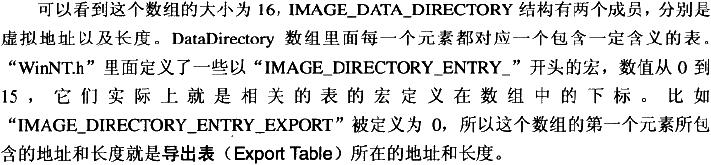 可以看到这个数组的大小为 16，IMAGE_DATA_DIRECTORY 结构有两个成员，分别是
虚拟地址以及长度。DataDirectory 数组里面每一个元素都对应一个包含一定含义的表。
“WinNT.h”里面定义了一些以“IMAGE_DIRECTORY_ENTRY_”开头的宏，数值从 0 到
15，它们实际上就是相关的表的宏定义在数组中的下标。比如
“IMAGE_DIRECTORY_ENTRY_EXPORT”被定义为 0，所以这个数组的第一个元素所包
含的地址和长度就是导出表（Export Table）所在的地址和长度。